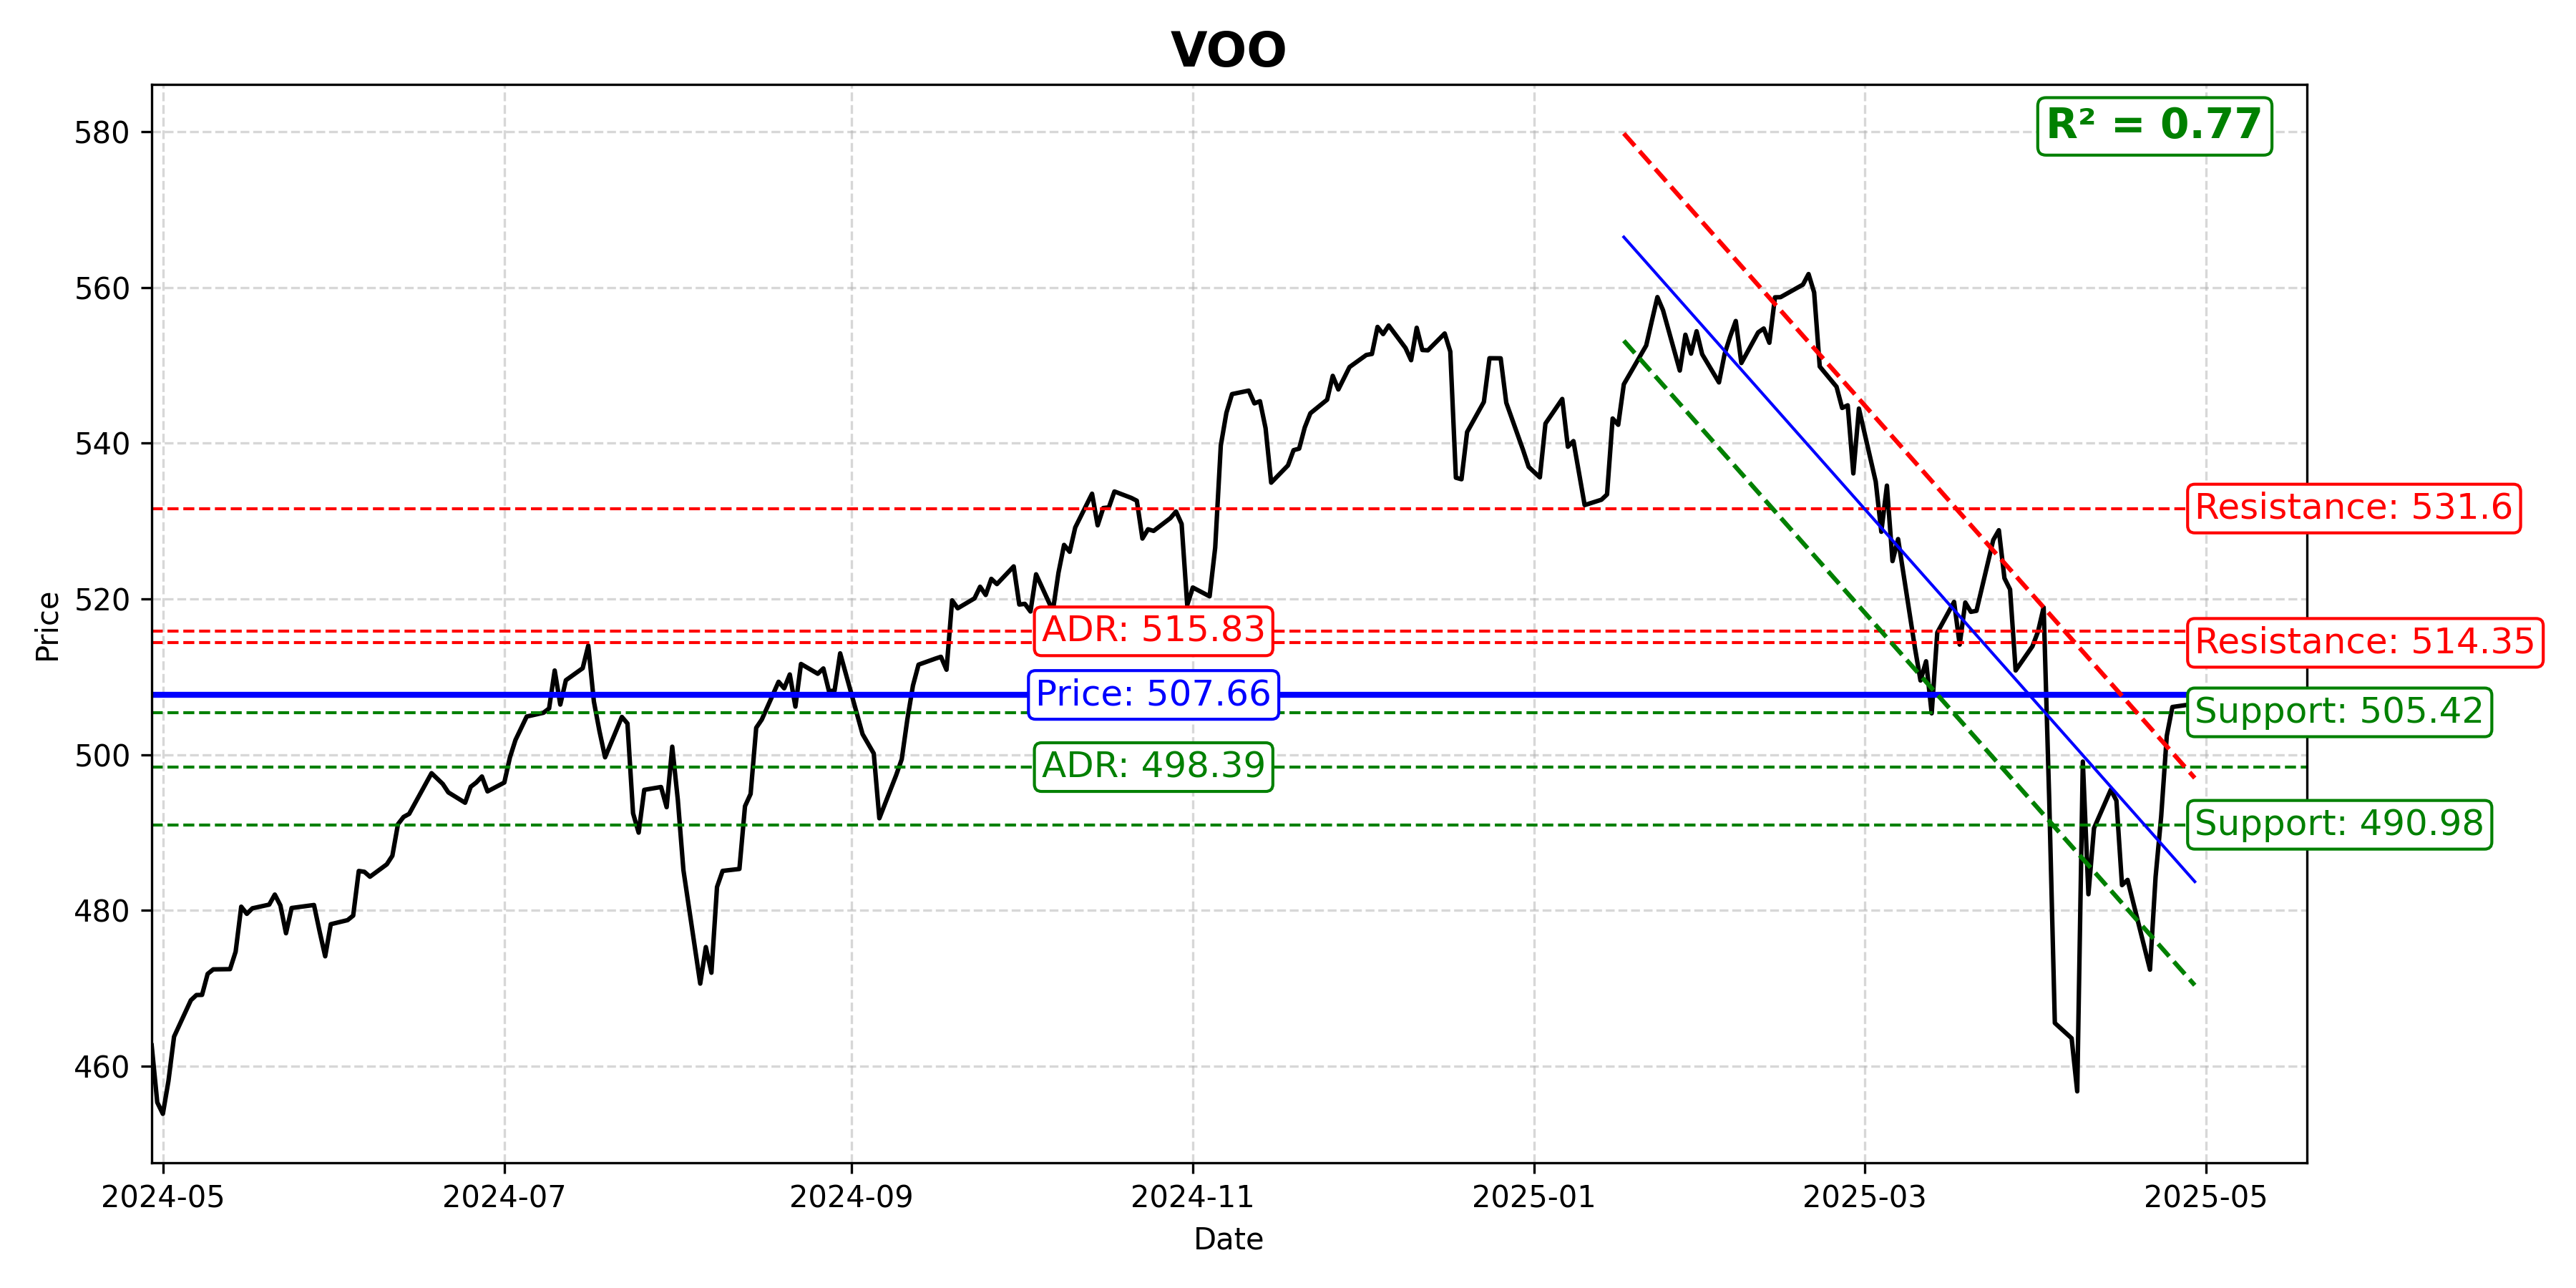 VOO
R² = 0.77
580
560
540
520
500
480
460
Price
Resistance: 531.6
ADR: 515.83
Resistance: 514.35
Price: 507.66
Support: 505.42
ADR: 498.39
Support: 490.98
2024-05
2024-07
2024-09
2024-11
2025-01
2025-03
2025-05
Date